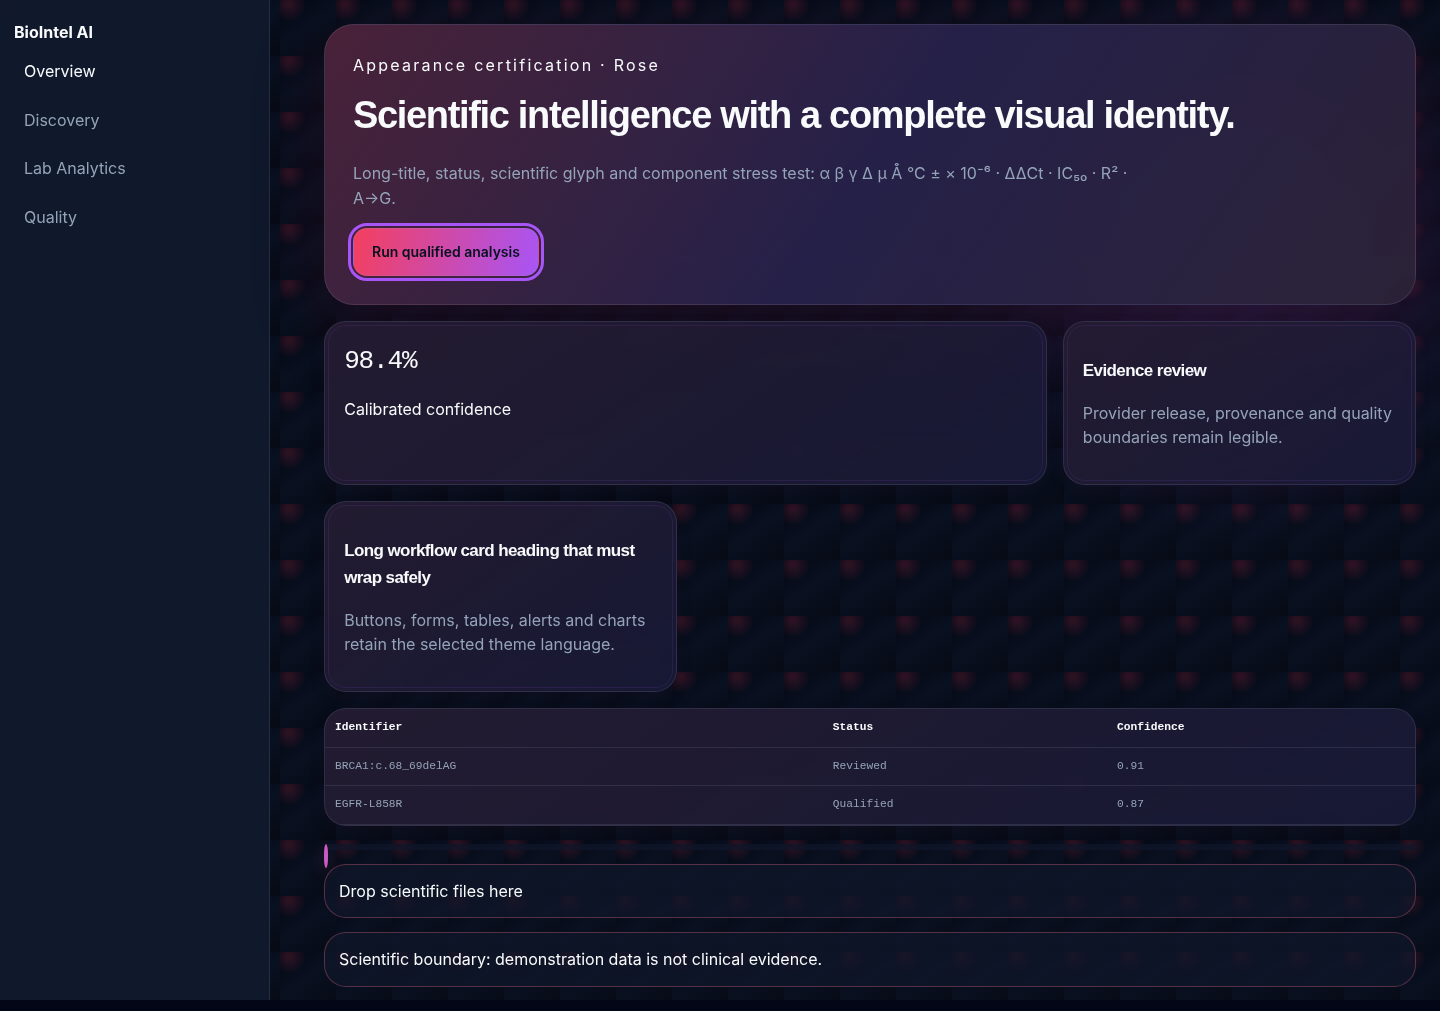 BioIntel AI
Overview
Discovery
Lab Analytics
Quality
Appearance certification · Rose
Scientific intelligence with a complete visual identity.
Long-title, status, scientific glyph and component stress test: α β γ Δ μ Å °C ± × 10⁻⁶ · ΔΔCt · IC₅₀ · R² ·
A→G.
Run qualified analysis
98.4%
Calibrated confidence
Evidence review
Provider release, provenance and quality
boundaries remain legible.
Long workflow card heading that must
wrap safely
Buttons, forms, tables, alerts and charts
retain the selected theme language.
Identifier Status Confidence
BRCA1:c.68_69delAG Reviewed 0.91
EGFR-L858R Qualified 0.87
Drop scientific files here
Scientific boundary: demonstration data is not clinical evidence.